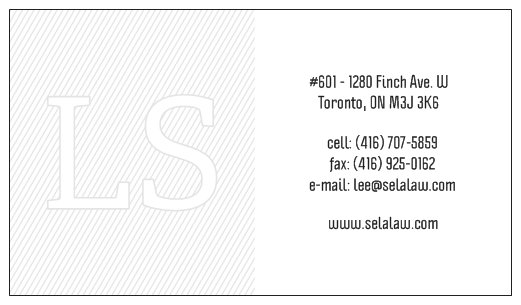 LS
#601 - 1280 Finch Ave. W
Toronto, ON M3J 3K6
cell: (416) 707-5859
fax: (416) 925-0162
e-mail: lee@selalaw.com
www.selalaw.com